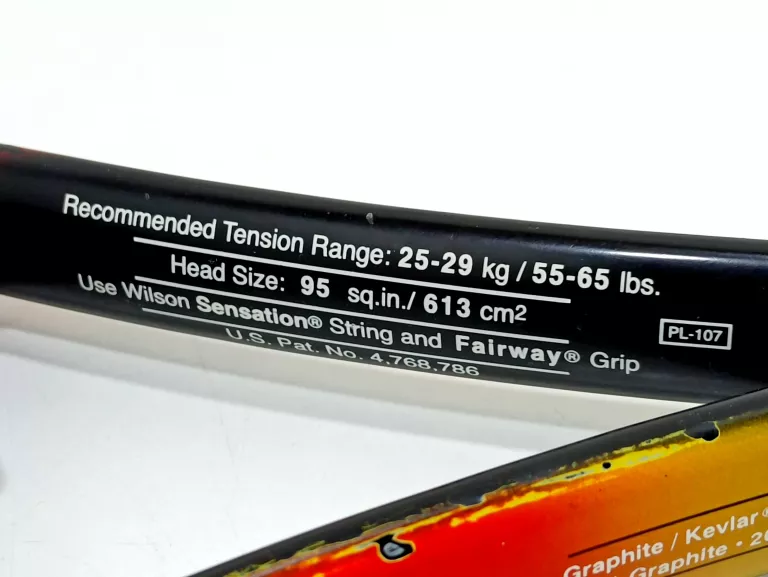 Recommended Tension Range: 25-29 kg / 55-65 lbs.
Head Size: 95 sq.in./ 613 cm2
Use Wilson Sensation® String and Fairway® Grip
U.S. Pat. No. 4,768,786
PL-107
Graphite / Kevlar®
Graphite •